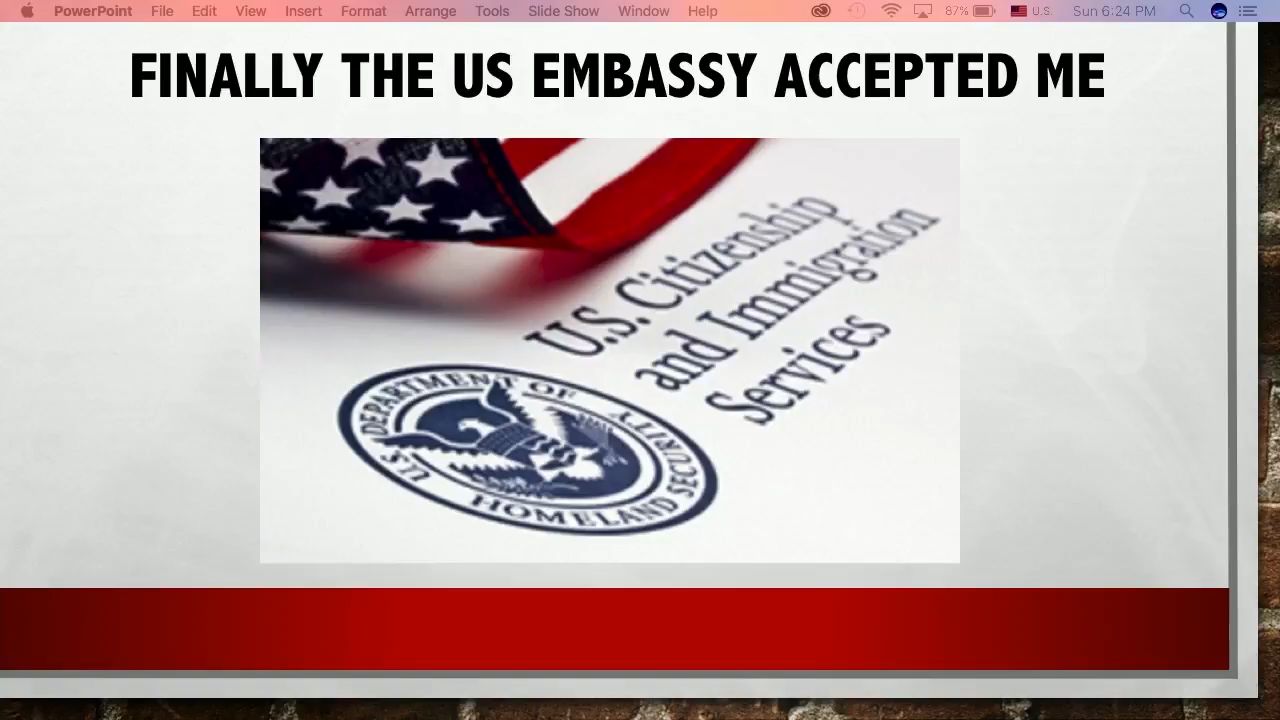 PowerPoint File Edit View Insert Format Arrange Tools Slide Show Window Help 87% U.S. Sun 6:24 PM
FINALLY THE US EMBASSY ACCEPTED ME
U.S. Citizenship
and Immigration
Services
U.S. DEPARTMENT OF HOMELAND SECURITY